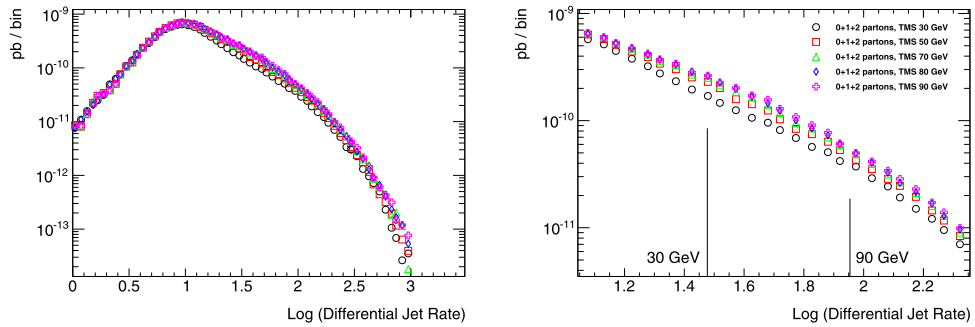 pb / bin
10⁻⁹
10⁻¹⁰
10⁻¹¹
10⁻¹²
10⁻¹³
0 0.5 1 1.5 2 2.5 3
Log (Differential Jet Rate)
pb / bin
10⁻⁹
10⁻¹⁰
10⁻¹¹
0+1+2 partons, TMS 30 GeV
0+1+2 partons, TMS 50 GeV
0+1+2 partons, TMS 70 GeV
0+1+2 partons, TMS 80 GeV
0+1+2 partons, TMS 90 GeV
30 GeV
90 GeV
1.2 1.4 1.6 1.8 2 2.2
Log (Differential Jet Rate)